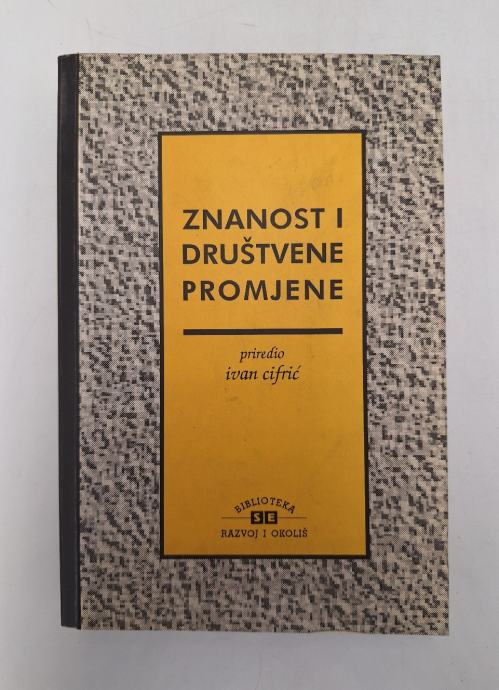 ZNANOST I
DRUŠTVENE
PROMJENE
priredio
ivan cifrić
BIBLIOTEKA
SE
RAZVOJ I OKOLIŠ